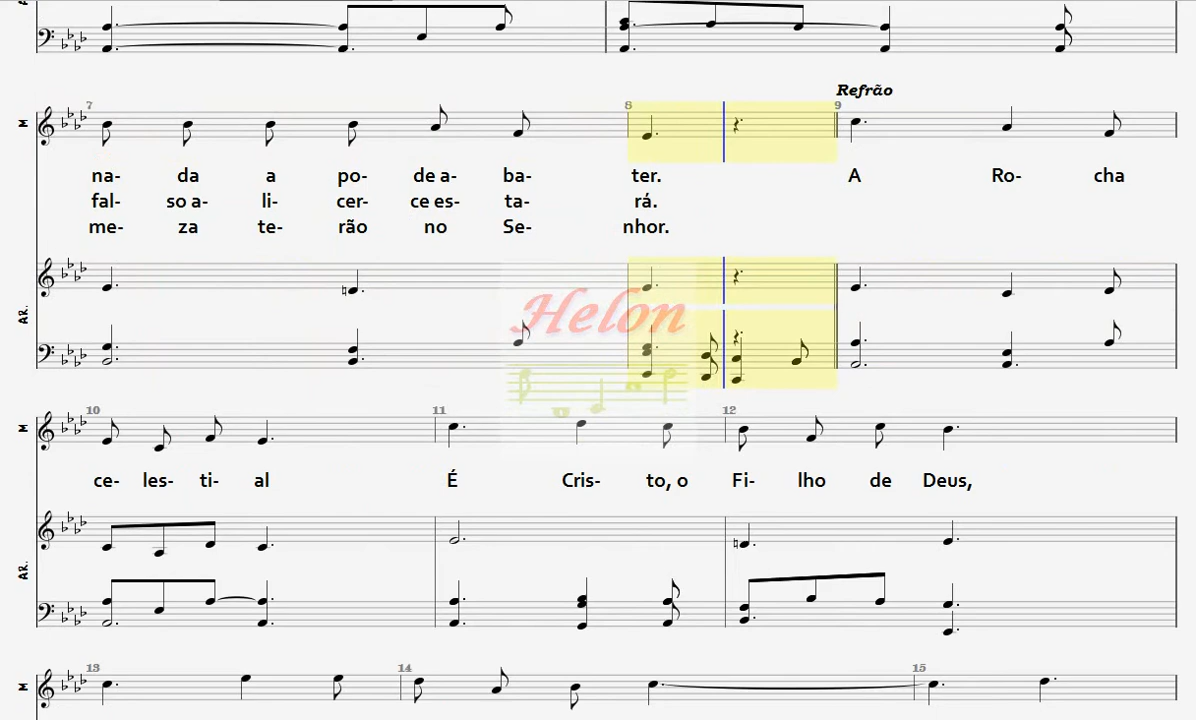 Refrão
7
8
9
M
na- da a po- de a- ba- ter. A Ro- cha
fal- so a- li- cer- ce es- ta- rá.
me- za te- rão no Se- nhor.
Ar.
Helon
10
11
12
M
ce- les- ti- al É Cris- to, o Fi- lho de Deus,
Ar.
13
14
15
M